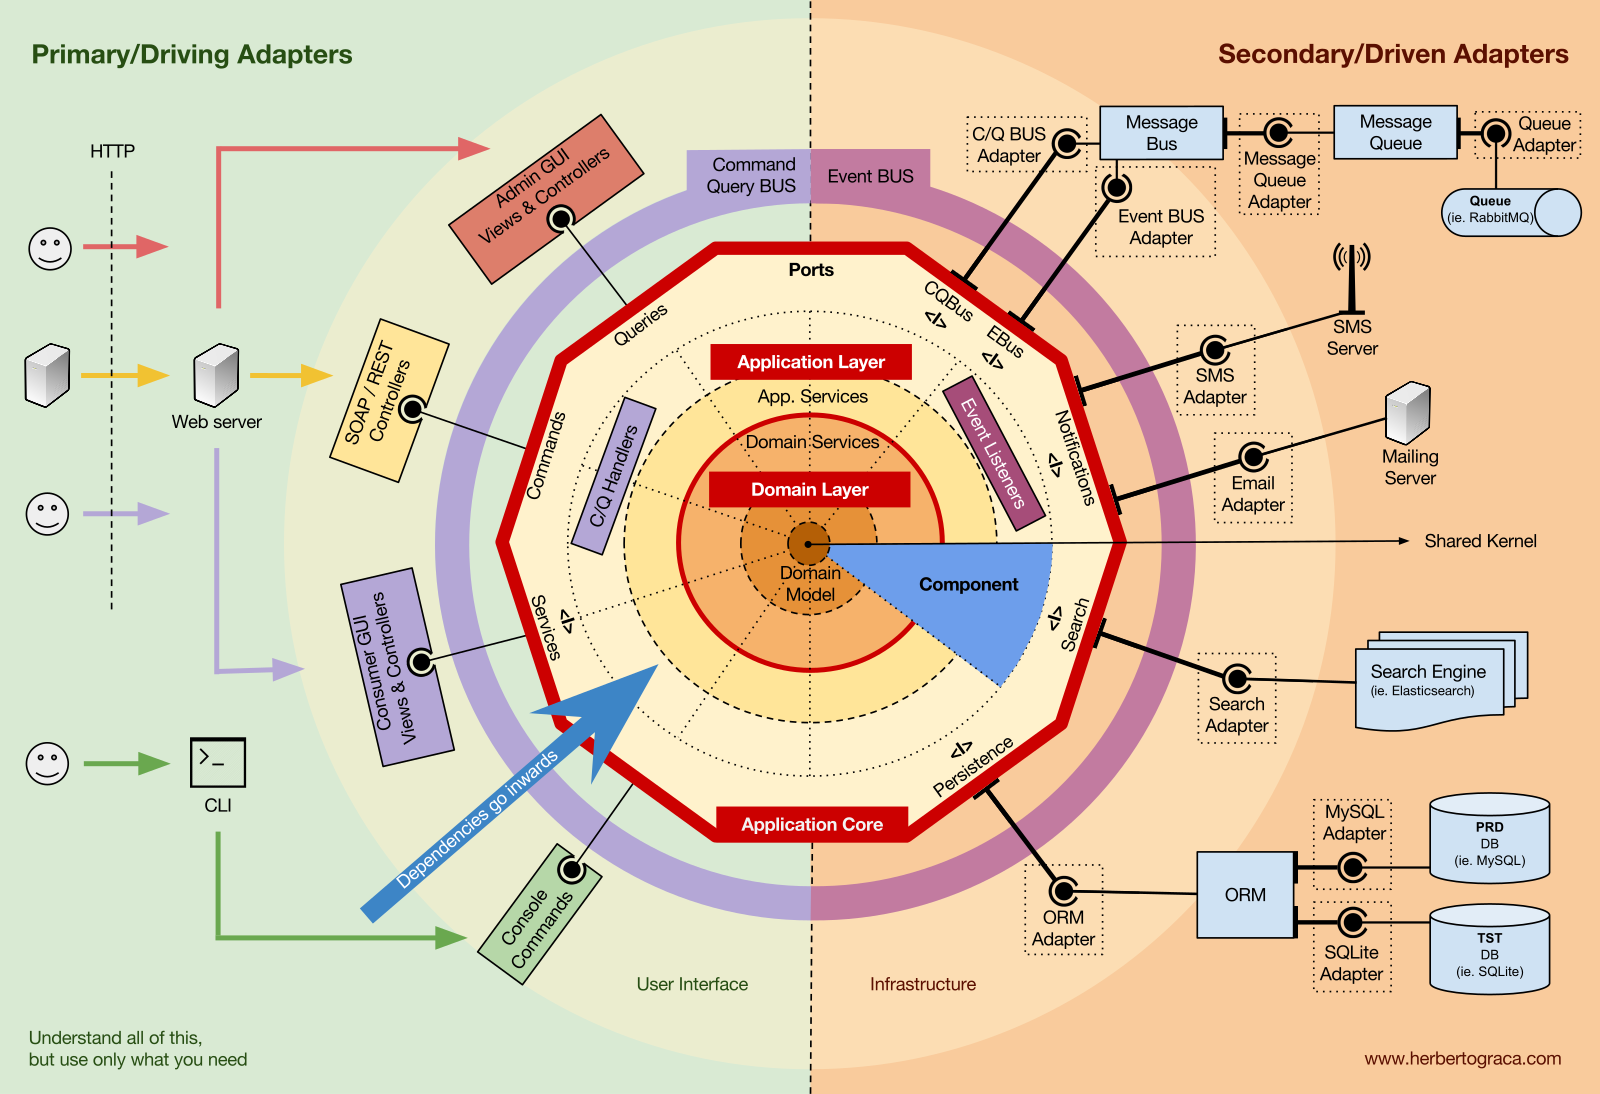 Primary/Driving Adapters
Secondary/Driven Adapters
HTTP
Admin GUI
Views & Controllers
Command
Query BUS
Event BUS
C/Q BUS
Adapter
Message
Bus
Message
Queue
Adapter
Message
Queue
Queue
Adapter
Event BUS
Adapter
Queue
(ie. RabbitMQ)
Ports
Queries
CQBus
</>
EBus
</>
SMS
Server
SMS
Adapter
SOAP / REST
Controllers
Web server
Application Layer
App. Services
Domain Services
Domain Layer
Domain
Model
Commands
C/Q Handlers
Event Listeners
Notifications
</>
Mailing
Server
Email
Adapter
Shared Kernel
Component
Consumer GUI
Views & Controllers
Services
</>
Search
</>
Search
Adapter
Search Engine
(ie. Elasticsearch)
CLI
Dependencies go inwards
Persistence
</>
Application Core
Console
Commands
ORM
Adapter
ORM
MySQL
Adapter
PRD
DB
(ie. MySQL)
SQLite
Adapter
TST
DB
(ie. SQLite)
User Interface
Infrastructure
Understand all of this,
but use only what you need
www.herbertograca.com